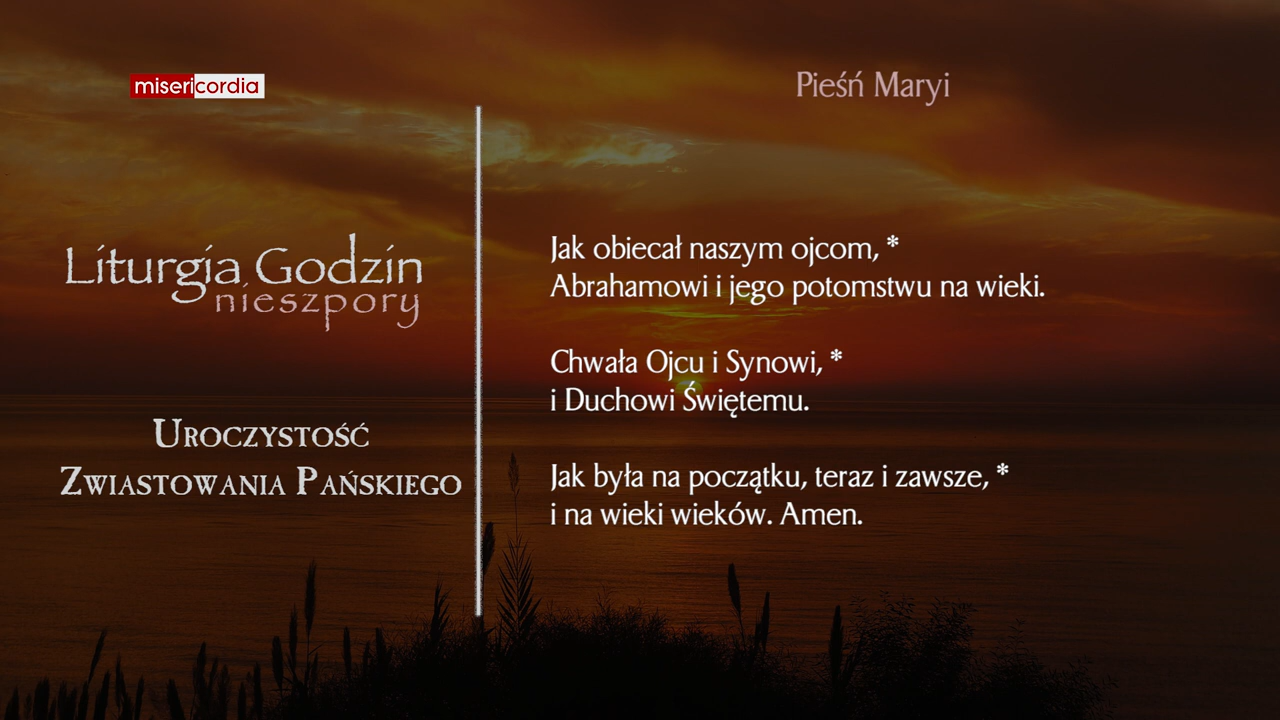 misericordia
Liturgia Godzin
nieszpory
Uroczystość
Zwiastowania Pańskiego
Pieśń Maryi
Jak obiecał naszym ojcom, *
Abrahamowi i jego potomstwu na wieki.
Chwała Ojcu i Synowi, *
i Duchowi Świętemu.
Jak była na początku, teraz i zawsze, *
i na wieki wieków. Amen.